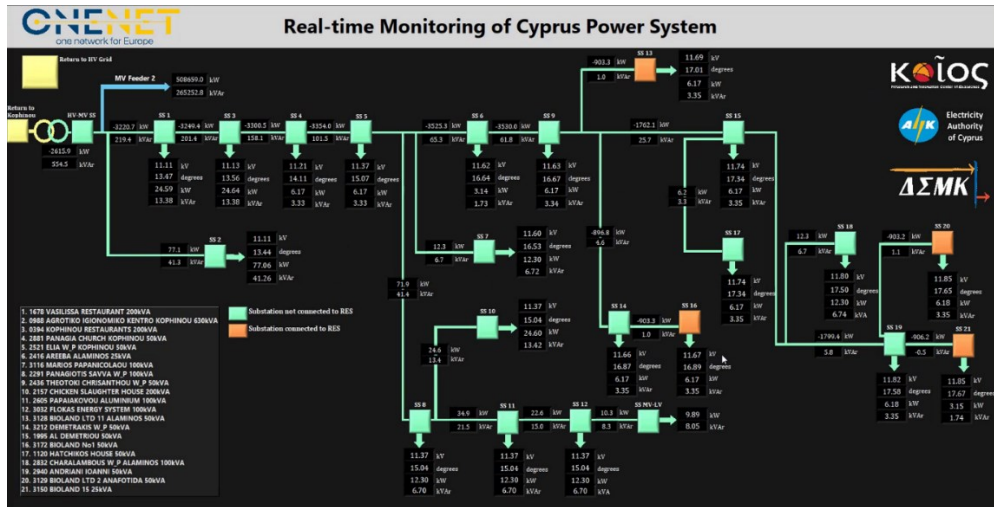 ONENET
one network for Europe
Real-time Monitoring of Cyprus Power System
ΚΟΙΟΣ
Electricity
Authority
of Cyprus
ΑΗΚ
ΔΣΜΚ
Return to HV Grid
MV Feeder 2
508659.0 kW
265252.8 kVAr
Return to
Kophinou
HV-MV SS
-2615.9 kW
554.5 kVAr
-3220.7 kW
219.4 kVAr
SS 1
11.11 kV
13.47 degrees
24.59 kW
13.38 kVAr
-3249.4 kW
201.4 kVAr
SS 3
11.13 kV
13.56 degrees
24.64 kW
13.38 kVAr
-3300.5 kW
158.1 kVAr
SS 4
11.21 kV
14.11 degrees
6.17 kW
3.33 kVAr
-3354.0 kW
101.5 kVAr
SS 5
11.37 kV
15.07 degrees
6.17 kW
3.33 kVAr
-3525.3 kW
65.3 kVAr
SS 6
11.62 kV
16.64 degrees
3.14 kW
1.73 kVAr
-3530.8 kW
61.8 kVAr
SS 9
11.63 kV
16.67 degrees
6.17 kW
3.34 kVAr
-903.3 kW
1.0 kVAr
SS 13
11.69 kV
17.01 degrees
6.17 kW
3.35 kVAr
-1762.1 kW
25.7 kVAr
SS 15
11.74 kV
17.34 degrees
6.17 kW
3.35 kVAr
77.1 kW
41.3 kVAr
SS 2
11.11 kV
13.44 degrees
77.06 kW
41.26 kVAr
12.3 kW
6.7 kVAr
SS 7
11.60 kV
16.53 degrees
12.30 kW
6.72 kVAr
6.2 kW
3.3 kVAr
SS 17
11.74 kV
17.34 degrees
6.17 kW
3.35 kVAr
71.9 kW
41.4 kVAr
-896.8 kW
4.6 kVAr
SS 14
11.66 kV
16.87 degrees
6.17 kW
3.35 kVAr
-903.3 kW
1.0 kVAr
SS 16
11.67 kV
16.89 degrees
6.17 kW
3.35 kVAr
12.3 kW
6.7 kVAr
SS 18
11.80 kV
17.50 degrees
12.30 kW
6.74 kVA
-903.2 kW
1.1 kVAr
SS 20
11.85 kV
17.65 degrees
6.18 kW
3.35 kVAr
-1799.4 kW
5.8 kVAr
SS 19
11.82 kV
17.58 degrees
6.18 kW
3.35 kVAr
-906.2 kW
-0.5 kVAr
SS 21
11.85 kV
17.67 degrees
3.15 kW
1.74 kVAr
24.6 kW
13.4 kVAr
SS 10
11.37 kV
15.04 degrees
24.60 kW
13.42 kVAr
SS 8
11.37 kV
15.04 degrees
12.30 kW
6.70 kVAr
34.9 kW
21.5 kVAr
SS 11
11.37 kV
15.04 degrees
12.30 kW
6.70 kVAr
22.6 kW
15.0 kVAr
SS 12
11.37 kV
15.04 degrees
12.30 kW
6.70 kVA
10.3 kW
8.3 kVAr
SS MV-LV
9.89 kW
8.05 kVAr
1. 1678 VASILISSA RESTAURANT 200kVA
2. 0968 AGROTIKO IGIONOMIKO KENTRO KOPHINOU 630kVA
3. 0394 KOPHINOU RESTAURANTS 200kVA
4. 2881 PANAGIA CHURCH KOPHINOU 50kVA
5. 2521 ELIA W_P KOPHINOU 50kVA
6. 2416 AREEBA ALAMINOS 25kVA
7. 3116 MARIOS PAPANICOLAOU 100kVA
8. 2291 PANAGIOTIS SAVVA W_P 100kVA
9. 2436 THEOTOKI CHRISANTHOU W_P 50kVA
10. 2157 CHICKEN SLAUGHTER HOUSE 200kVA
11. 2605 PAPAIAKOVOU ALUMINIUM 100kVA
12. 3032 FLOKAS ENERGY SYSTEM 100kVA
13. 3128 BIOLAND LTD 11 ALAMINOS 50kVA
14. 3212 DEMETRAKIS W_P 50kVA
15. 1995 AL DEMETRIOU 50kVA
16. 3172 BIOLAND No1 50kVA
17. 1120 HATCHIKOS HOUSE 50kVA
18. 2832 CHARALAMBOUS W_P ALAMINOS 100kVA
19. 2940 ANDRIANI IOANNI 50kVA
20. 3129 BIOLAND LTD 2 ANAFOTIDA 50kVA
21. 3150 BIOLAND 15 25kVA
Substation not connected to RES
Substation connected to RES